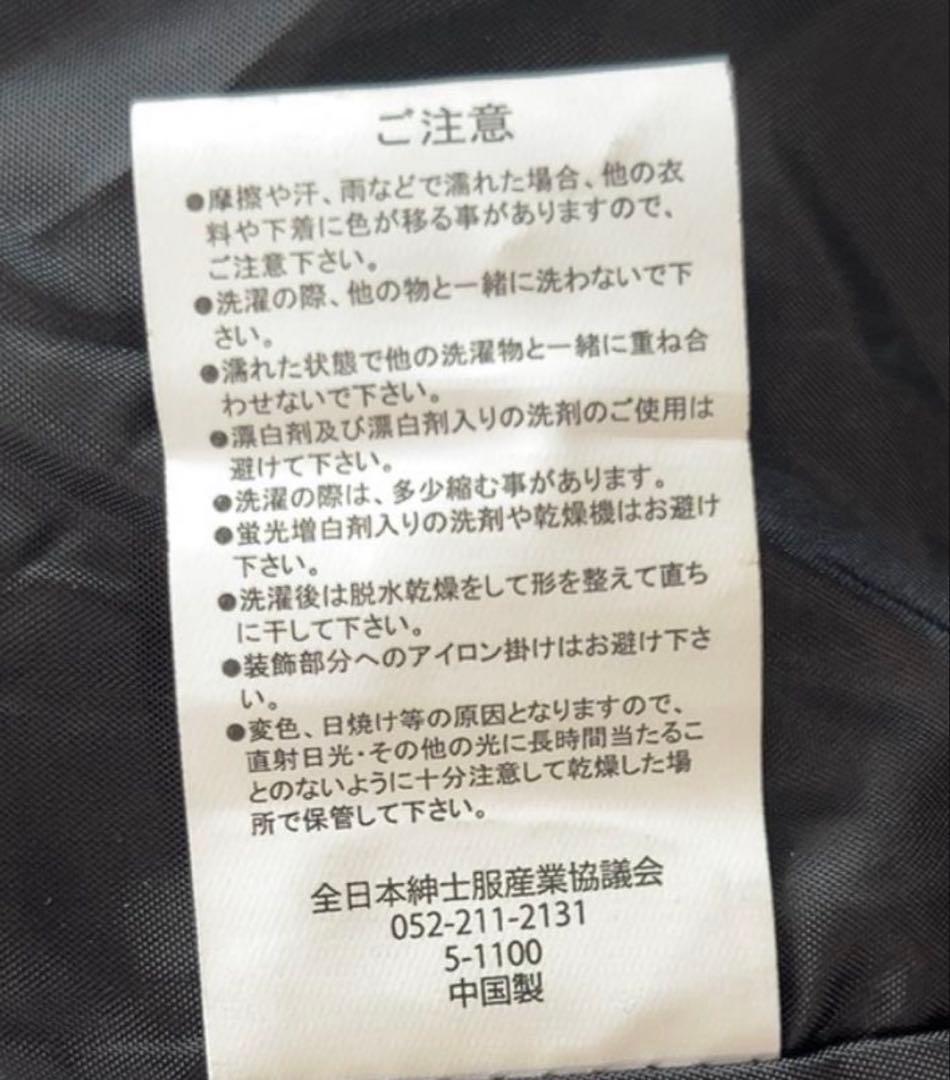 ご注意
●摩擦や汗、雨などで濡れた場合、他の衣
料や下着に色が移る事がありますので、
ご注意下さい。
●洗濯の際、他の物と一緒に洗わないで下
さい。
●濡れた状態で他の洗濯物と一緒に重ね合
わせないで下さい。
●漂白剤及び漂白剤入りの洗剤のご使用は
避けて下さい。
●洗濯の際は、多少縮む事があります。
●蛍光増白剤入りの洗剤や乾燥機はお避け
下さい。
●洗濯後は脱水乾燥をして形を整えて直ち
に干して下さい。
●装飾部分へのアイロン掛けはお避け下さ
い。
●変色、日焼け等の原因となりますので、
直射日光・その他の光に長時間当たるこ
とのないように十分注意して乾燥した場
所で保管して下さい。
全日本紳士服産業協議会
052-211-2131
5-1100
中国製